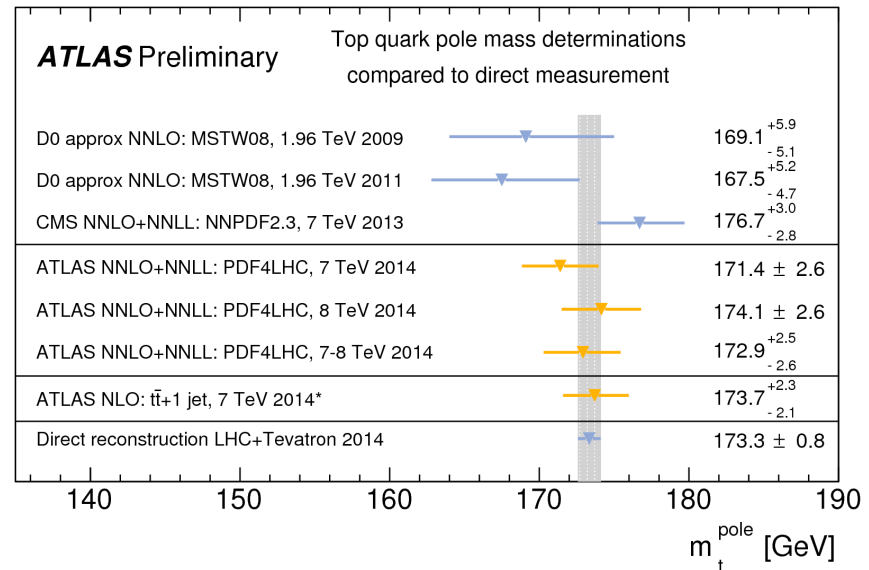 ATLAS Preliminary
Top quark pole mass determinations
compared to direct measurement
D0 approx NNLO: MSTW08, 1.96 TeV 2009 169.1 +5.9 - 5.1
D0 approx NNLO: MSTW08, 1.96 TeV 2011 167.5 +5.2 - 4.7
CMS NNLO+NNLL: NNPDF2.3, 7 TeV 2013 176.7 +3.0 - 2.8
ATLAS NNLO+NNLL: PDF4LHC, 7 TeV 2014 171.4 ± 2.6
ATLAS NNLO+NNLL: PDF4LHC, 8 TeV 2014 174.1 ± 2.6
ATLAS NNLO+NNLL: PDF4LHC, 7-8 TeV 2014 172.9 +2.5 - 2.6
ATLAS NLO: tt̄+1 jet, 7 TeV 2014* 173.7 +2.3 - 2.1
Direct reconstruction LHC+Tevatron 2014 173.3 ± 0.8
140 150 160 170 180 190
m t pole [GeV]